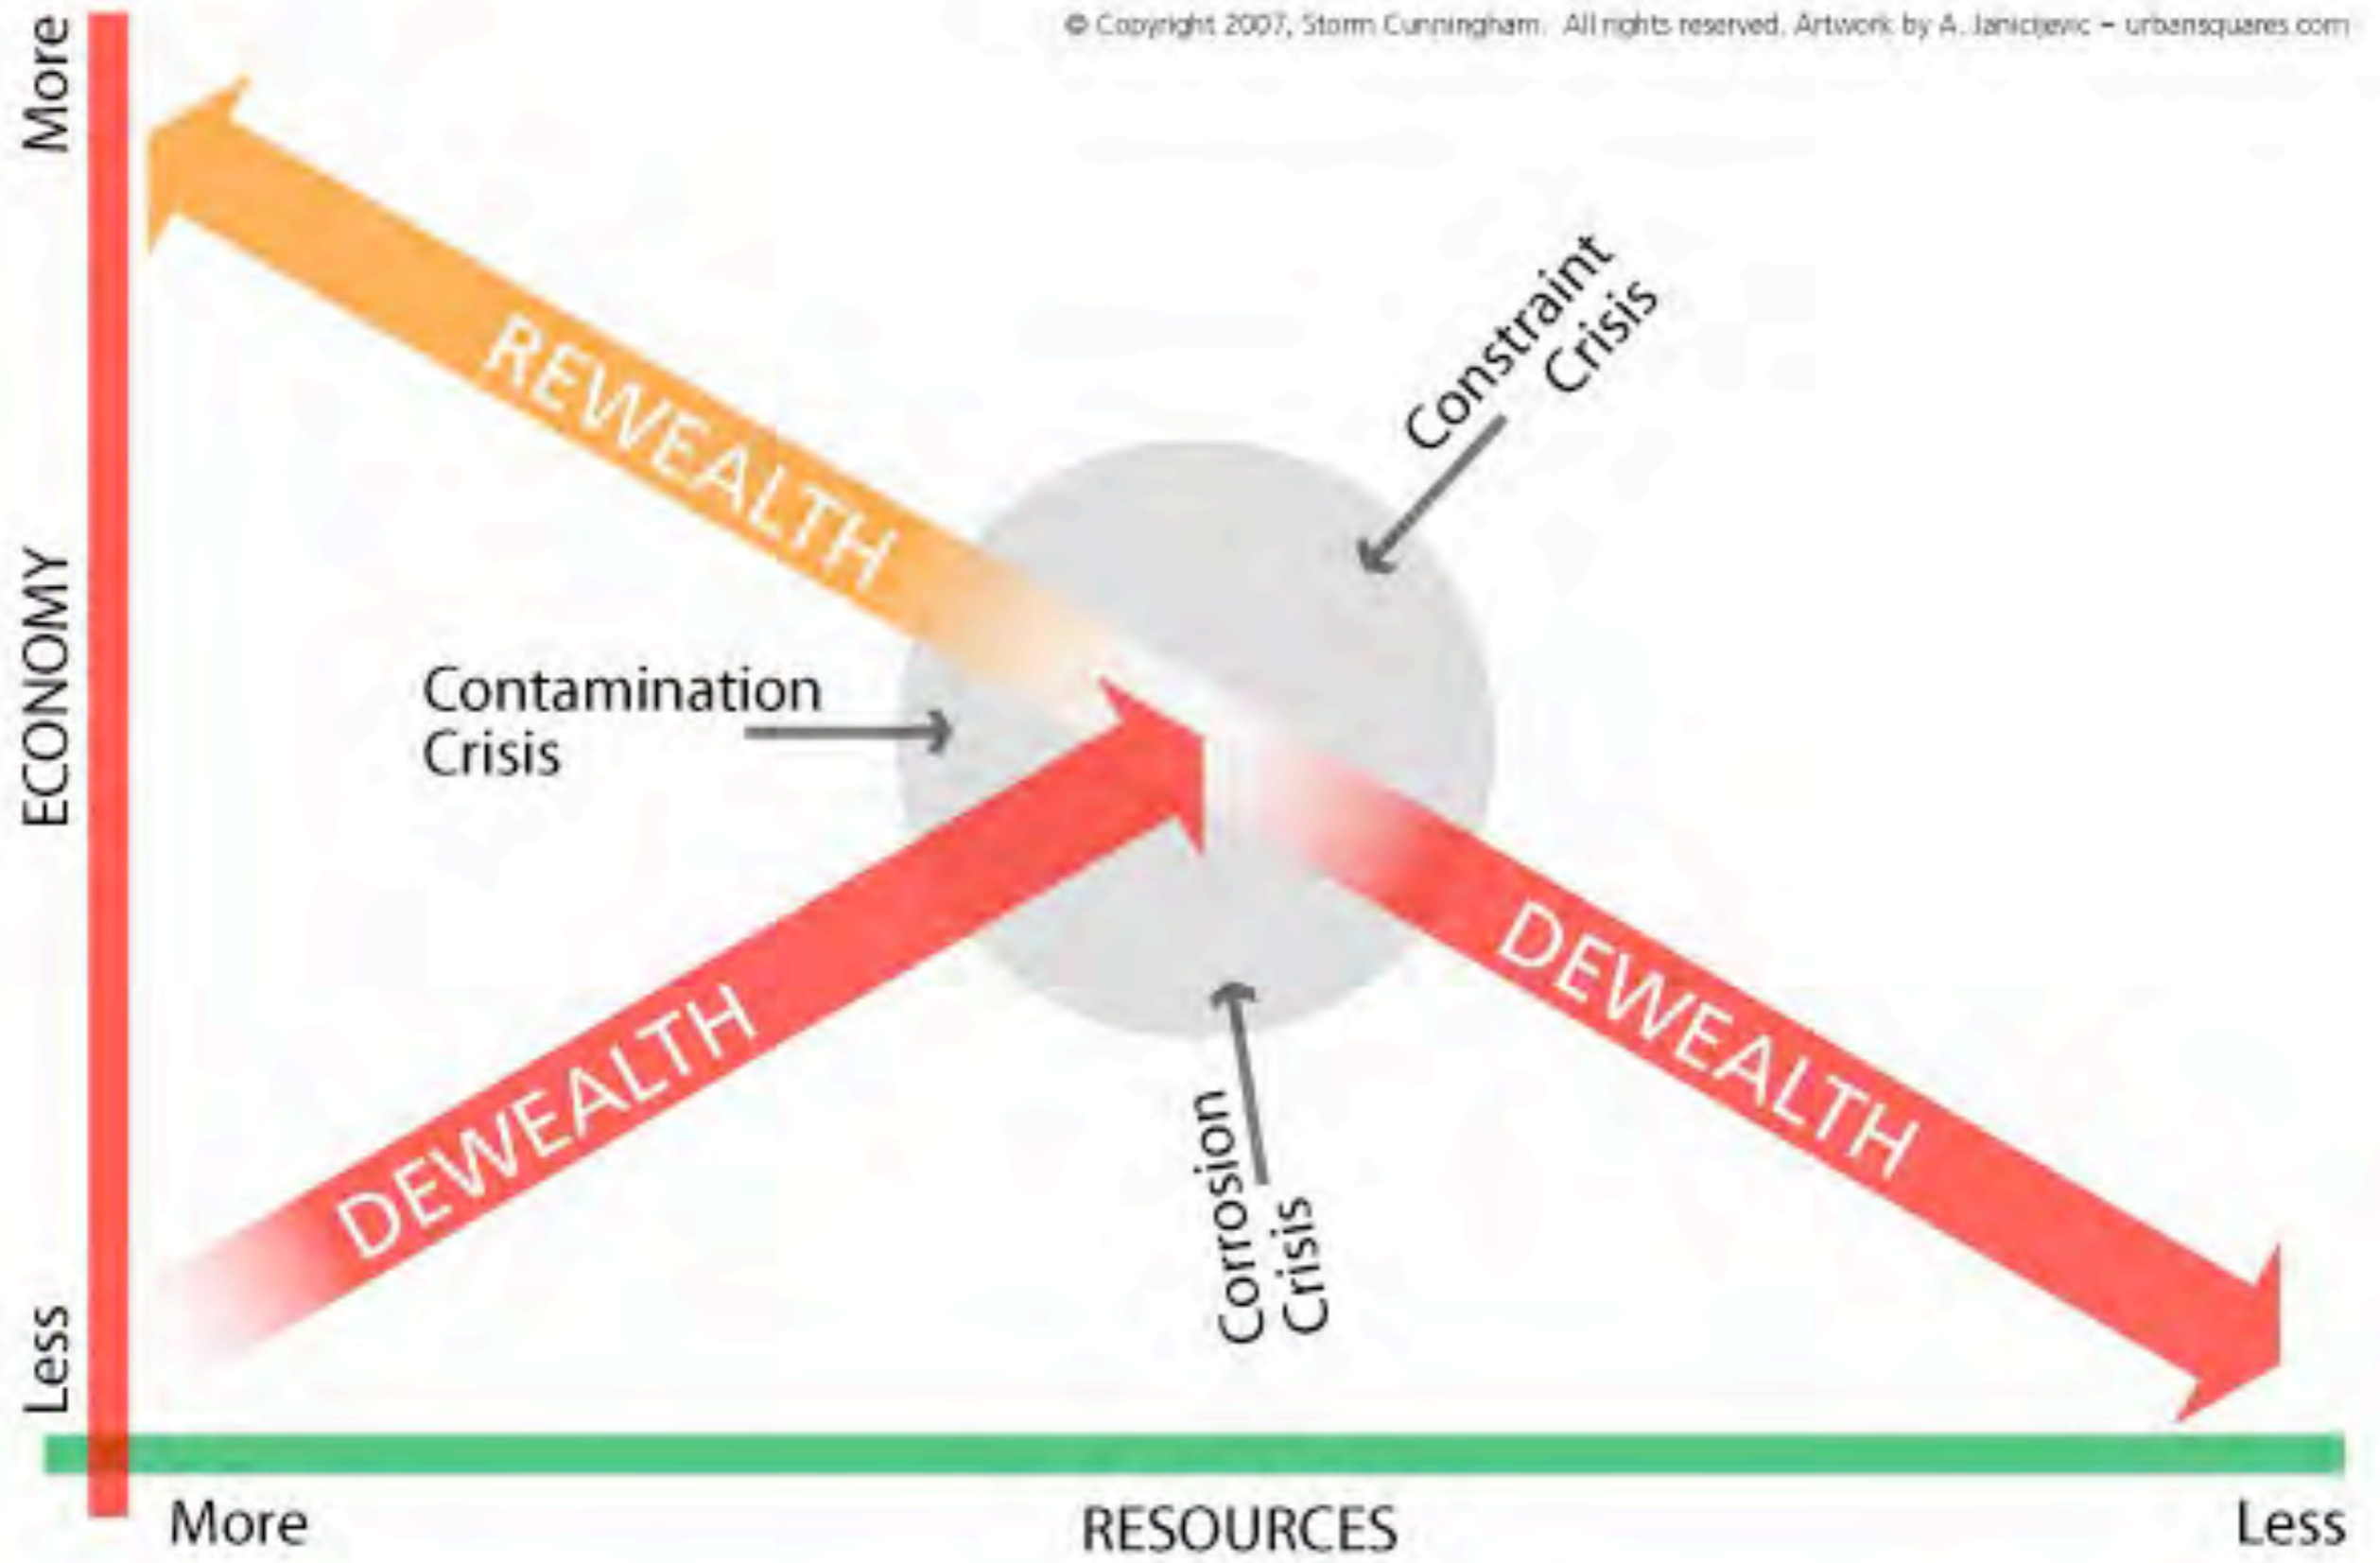 © Copyright 2007, Storm Cunningham. All rights reserved. Artwork by A. Janicijevic – urbansquares.com
More
ECONOMY
Less
REWEALTH
Constraint
Crisis
Contamination
Crisis
DEWEALTH
DEWEALTH
Corrosion
Crisis
More
RESOURCES
Less